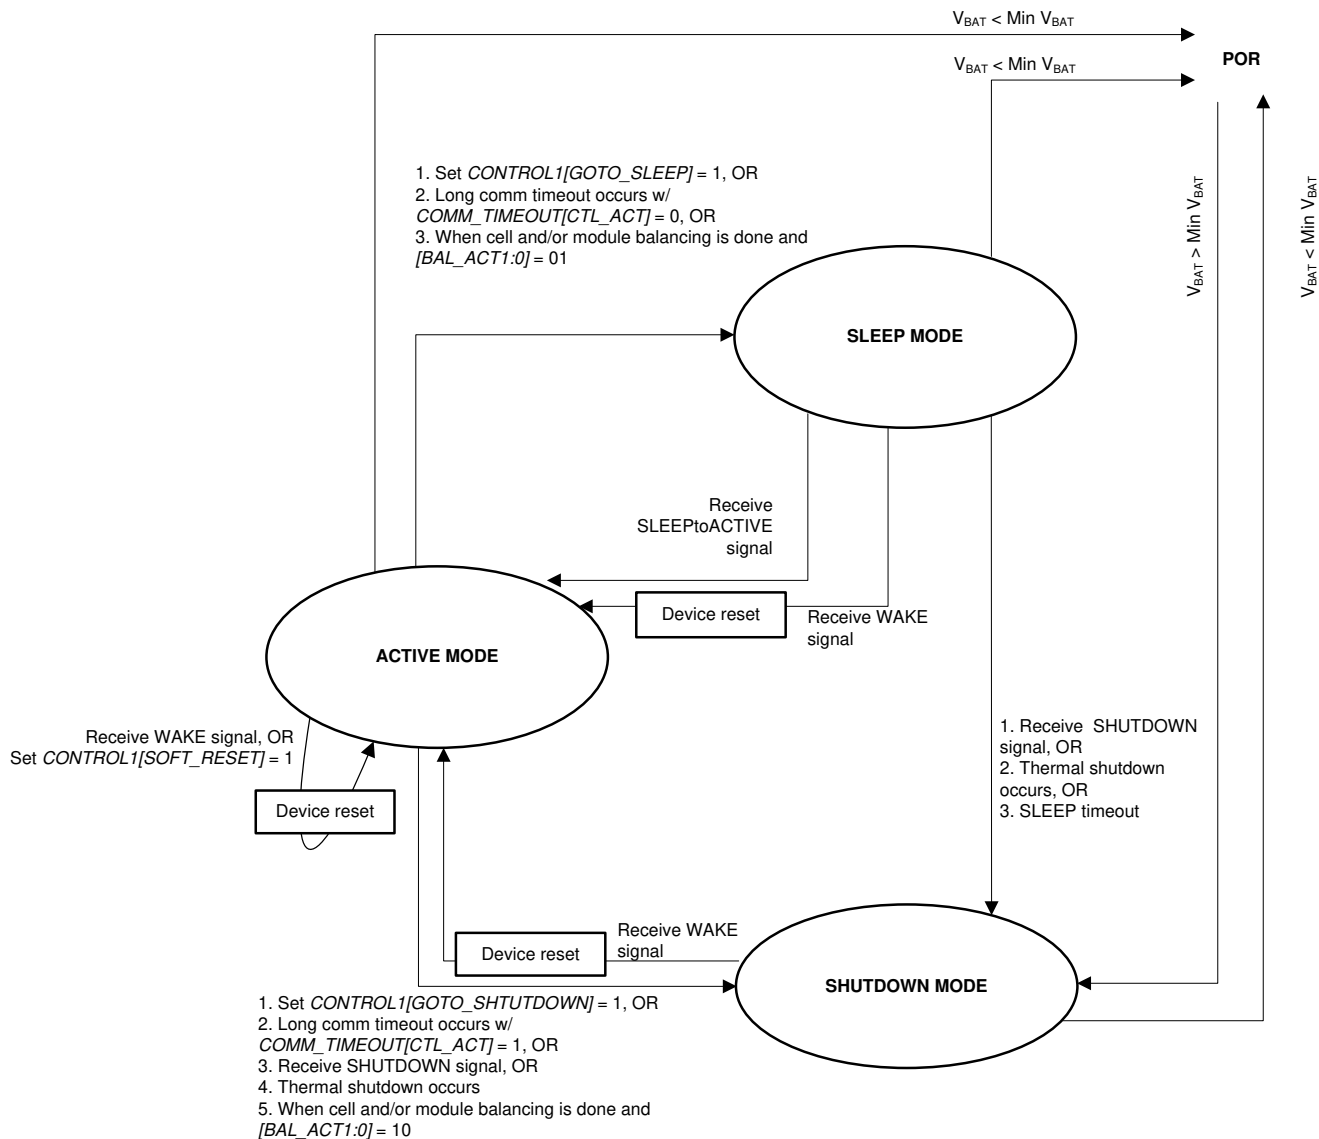 V_BAT < Min V_BAT
V_BAT < Min V_BAT
POR
1. Set CONTROL1[GOTO_SLEEP] = 1, OR
2. Long comm timeout occurs w/
COMM_TIMEOUT[CTL_ACT] = 0, OR
3. When cell and/or module balancing is done and
[BAL_ACT1:0] = 01
V_BAT > Min V_BAT
V_BAT < Min V_BAT
SLEEP MODE
Receive
SLEEPtoACTIVE
signal
Device reset
Receive WAKE
signal
ACTIVE MODE
Receive WAKE signal, OR
Set CONTROL1[SOFT_RESET] = 1
Device reset
1. Receive SHUTDOWN
signal, OR
2. Thermal shutdown
occurs, OR
3. SLEEP timeout
Receive WAKE
signal
Device reset
SHUTDOWN MODE
1. Set CONTROL1[GOTO_SHTUTDOWN] = 1, OR
2. Long comm timeout occurs w/
COMM_TIMEOUT[CTL_ACT] = 1, OR
3. Receive SHUTDOWN signal, OR
4. Thermal shutdown occurs
5. When cell and/or module balancing is done and
[BAL_ACT1:0] = 10